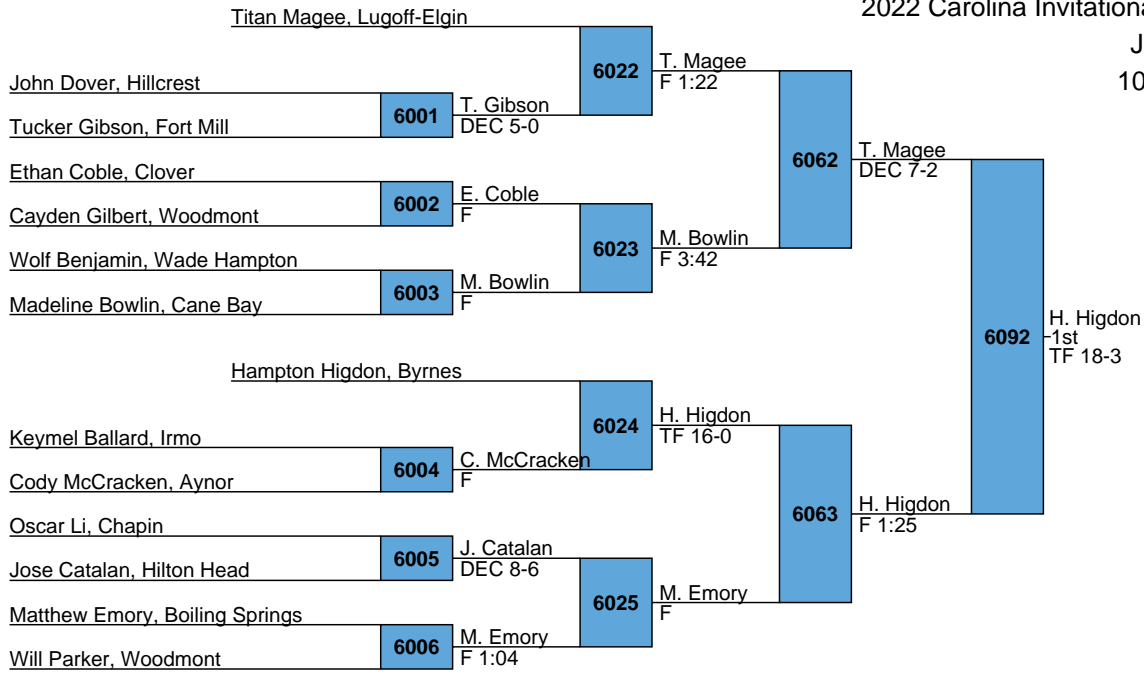 2022 Carolina Invitationa
J
10
Titan Magee, Lugoff-Elgin
6022
T. Magee
F 1:22
John Dover, Hillcrest
6001
T. Gibson
DEC 5-0
Tucker Gibson, Fort Mill
6062
T. Magee
DEC 7-2
Ethan Coble, Clover
6002
E. Coble
F
Cayden Gilbert, Woodmont
6023
M. Bowlin
F 3:42
Wolf Benjamin, Wade Hampton
6003
M. Bowlin
F
Madeline Bowlin, Cane Bay
6092
H. Higdon
1st
TF 18-3
Hampton Higdon, Byrnes
6024
H. Higdon
TF 16-0
Keymel Ballard, Irmo
6004
C. McCracken
F
Cody McCracken, Aynor
6063
H. Higdon
F 1:25
Oscar Li, Chapin
6005
J. Catalan
DEC 8-6
Jose Catalan, Hilton Head
6025
M. Emory
F
Matthew Emory, Boiling Springs
6006
M. Emory
F 1:04
Will Parker, Woodmont